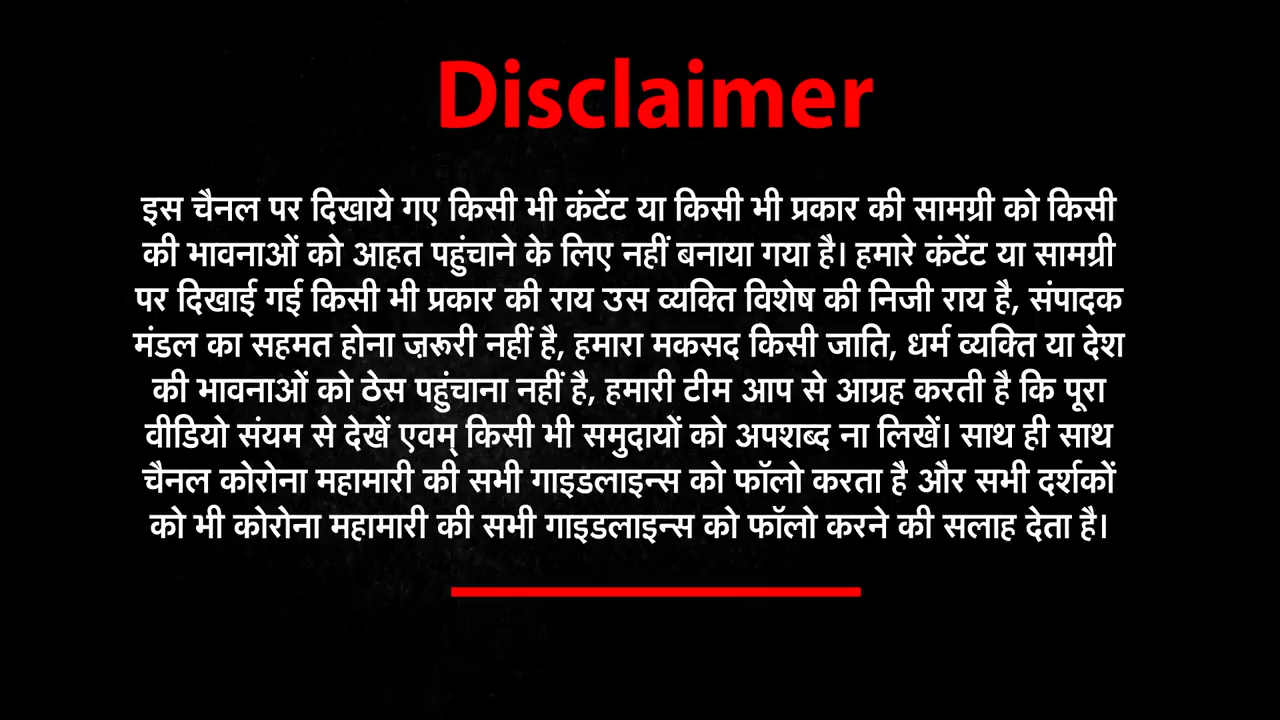 Disclaimer
इस चैनल पर दिखाये गए किसी भी कंटेंट या किसी भी प्रकार की सामग्री को किसी
की भावनाओं को आहत पहुंचाने के लिए नहीं बनाया गया है। हमारे कंटेंट या सामग्री
पर दिखाई गई किसी भी प्रकार की राय उस व्यक्ति विशेष की निजी राय है, संपादक
मंडल का सहमत होना ज़रूरी नहीं है, हमारा मकसद किसी जाति, धर्म व्यक्ति या देश
की भावनाओं को ठेस पहुंचाना नहीं है, हमारी टीम आप से आग्रह करती है कि पूरा
वीडियो संयम से देखें एवम् किसी भी समुदायों को अपशब्द ना लिखें। साथ ही साथ
चैनल कोरोना महामारी की सभी गाइडलाइन्स को फॉलो करता है और सभी दर्शकों
को भी कोरोना महामारी की सभी गाइडलाइन्स को फॉलो करने की सलाह देता है।